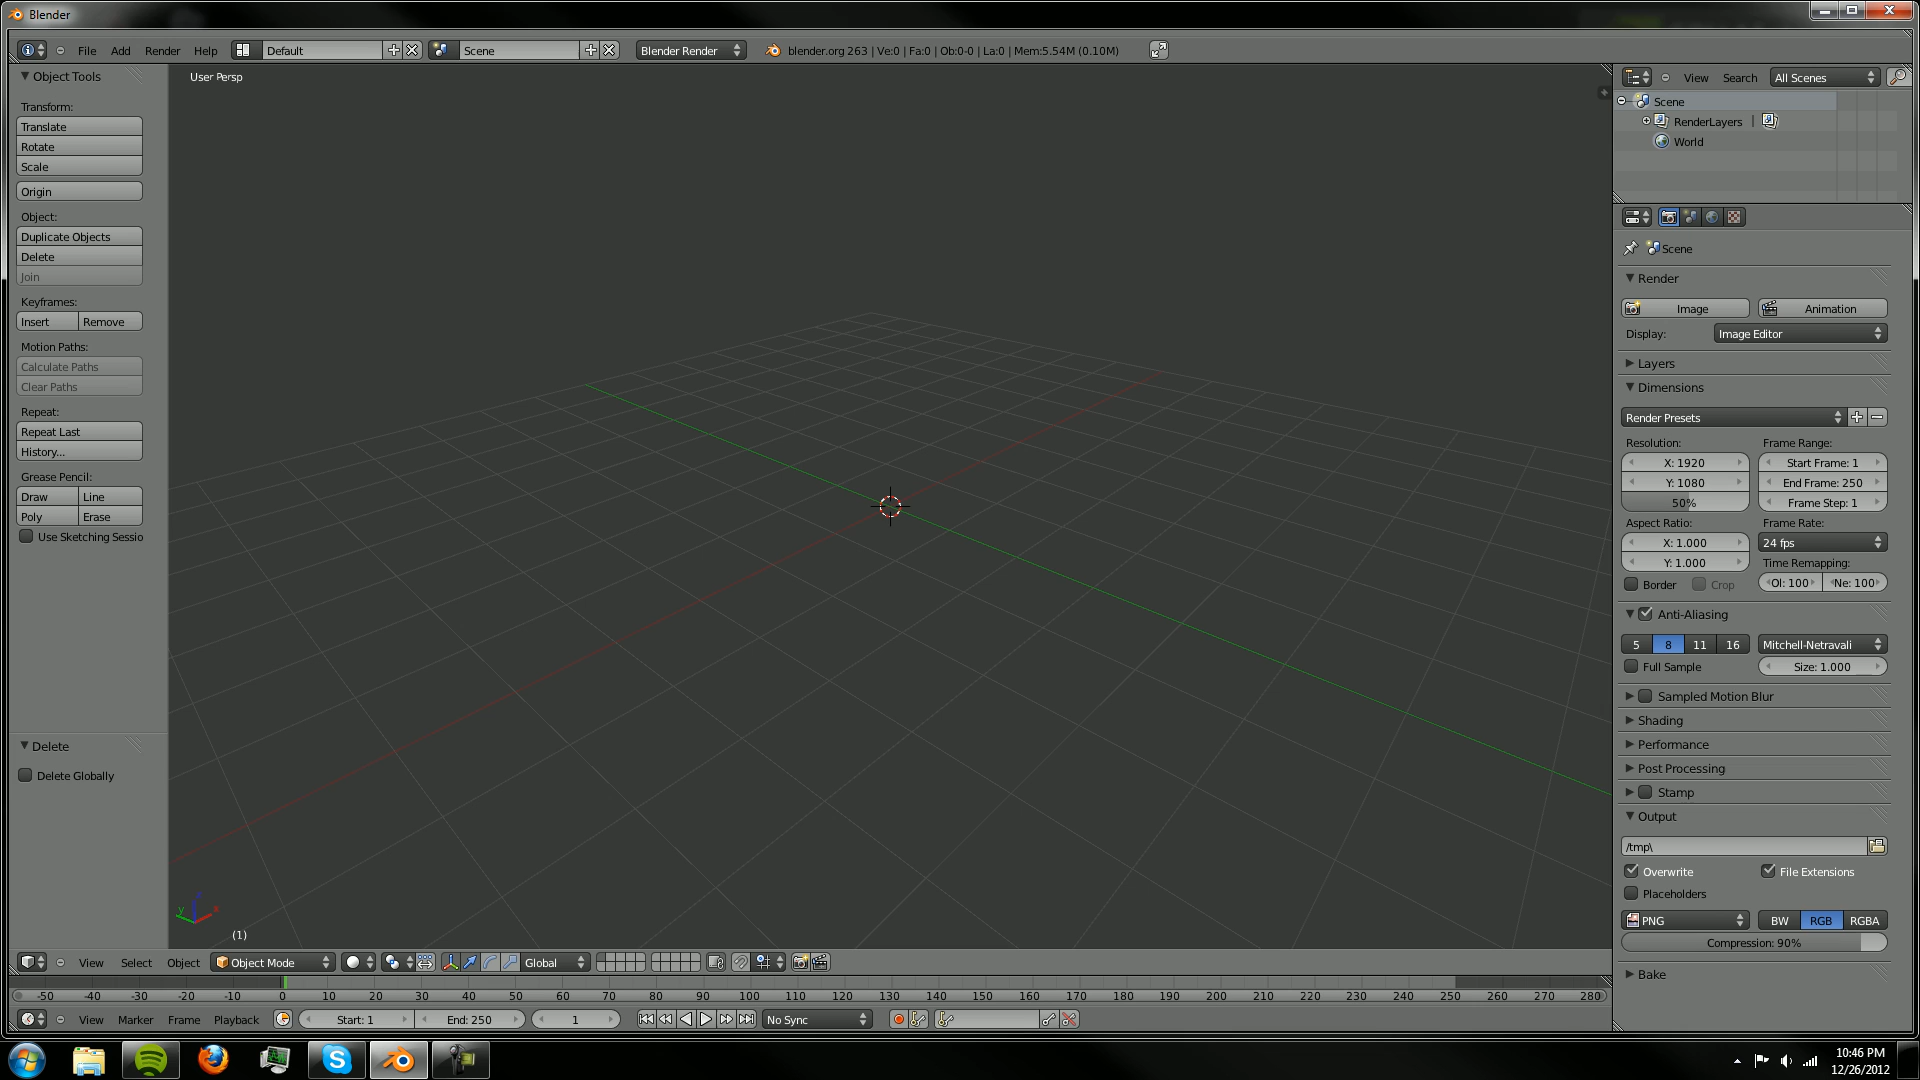 Blender
File Add Render Help Default Scene Blender Render blender.org 263 | Ve:0 | Fa:0 | Ob:0-0 | La:0 | Mem:5.54M (0.10M)
Object Tools
Transform:
Translate
Rotate
Scale
Origin
Object:
Duplicate Objects
Delete
Join
Keyframes:
Insert Remove
Motion Paths:
Calculate Paths
Clear Paths
Repeat:
Repeat Last
History...
Grease Pencil:
Draw Line
Poly Erase
Use Sketching Sessio
Delete
Delete Globally
User Persp
y
x
(1)
View Search All Scenes
Scene
RenderLayers |
World
Scene
Render
Image Animation
Display: Image Editor
Layers
Dimensions
Render Presets
Resolution: Frame Range:
X: 1920 Start Frame: 1
Y: 1080 End Frame: 250
50% Frame Step: 1
Aspect Ratio: Frame Rate:
X: 1.000 24 fps
Y: 1.000 Time Remapping:
Border Crop Ol: 100 Ne: 100
Anti-Aliasing
5 8 11 16 Mitchell-Netravali
Full Sample Size: 1.000
Sampled Motion Blur
Shading
Performance
Post Processing
Stamp
Output
/tmp\
Overwrite File Extensions
Placeholders
PNG BW RGB RGBA
Compression: 90%
Bake
View Select Object Object Mode Global
-50 -40 -30 -20 -10 0 10 20 30 40 50 60 70 80 90 100 110 120 130 140 150 160 170 180 190 200 210 220 230 240 250 260 270 280
View Marker Frame Playback Start: 1 End: 250 1 No Sync
10:46 PM
12/26/2012